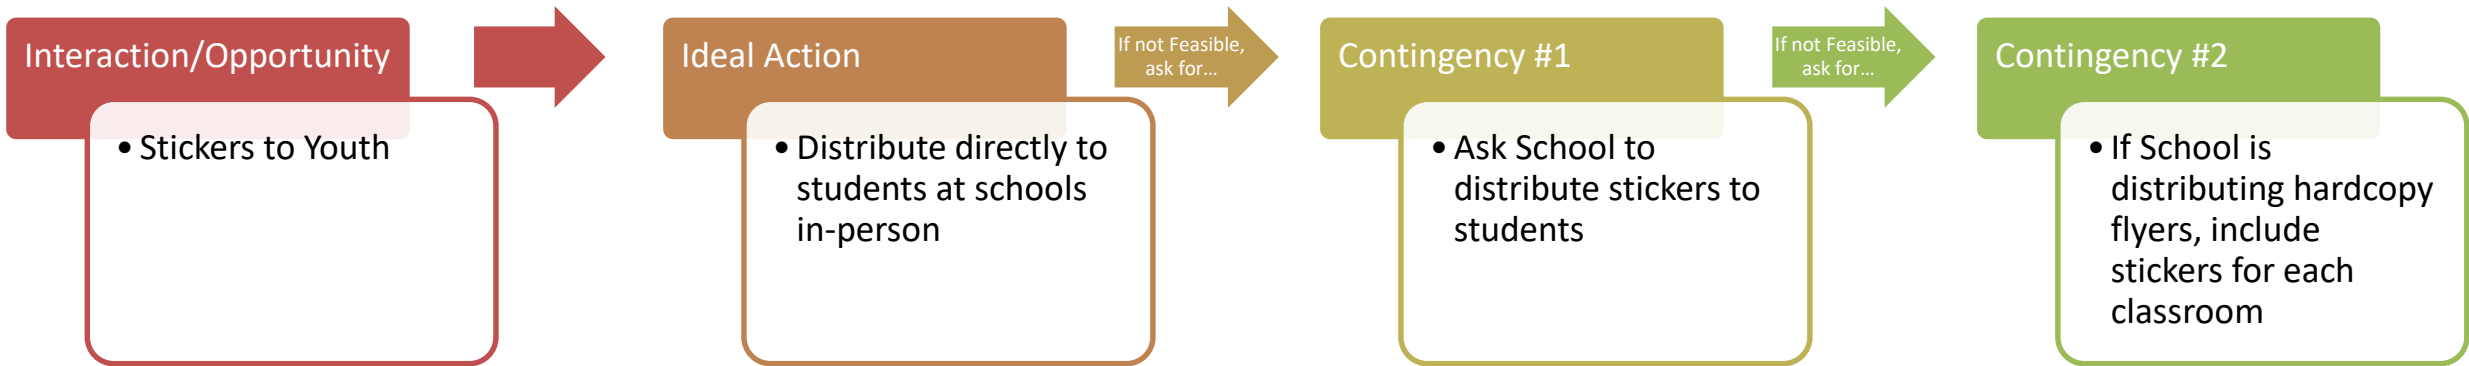 Interaction/Opportunity
• Stickers to Youth
Ideal Action
• Distribute directly to
students at schools
in-person
If not Feasible,
ask for...
Contingency #1
• Ask School to
distribute stickers to
students
If not Feasible,
ask for...
Contingency #2
• If School is
distributing hardcopy
flyers, include
stickers for each
classroom